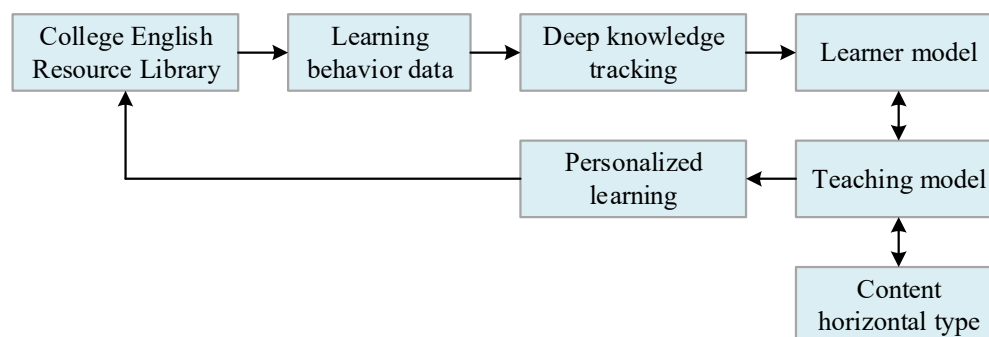 College English
Resource Library
Learning
behavior data
Deep knowledge
tracking
Learner model
Personalized
learning
Teaching model
Content
horizontal type